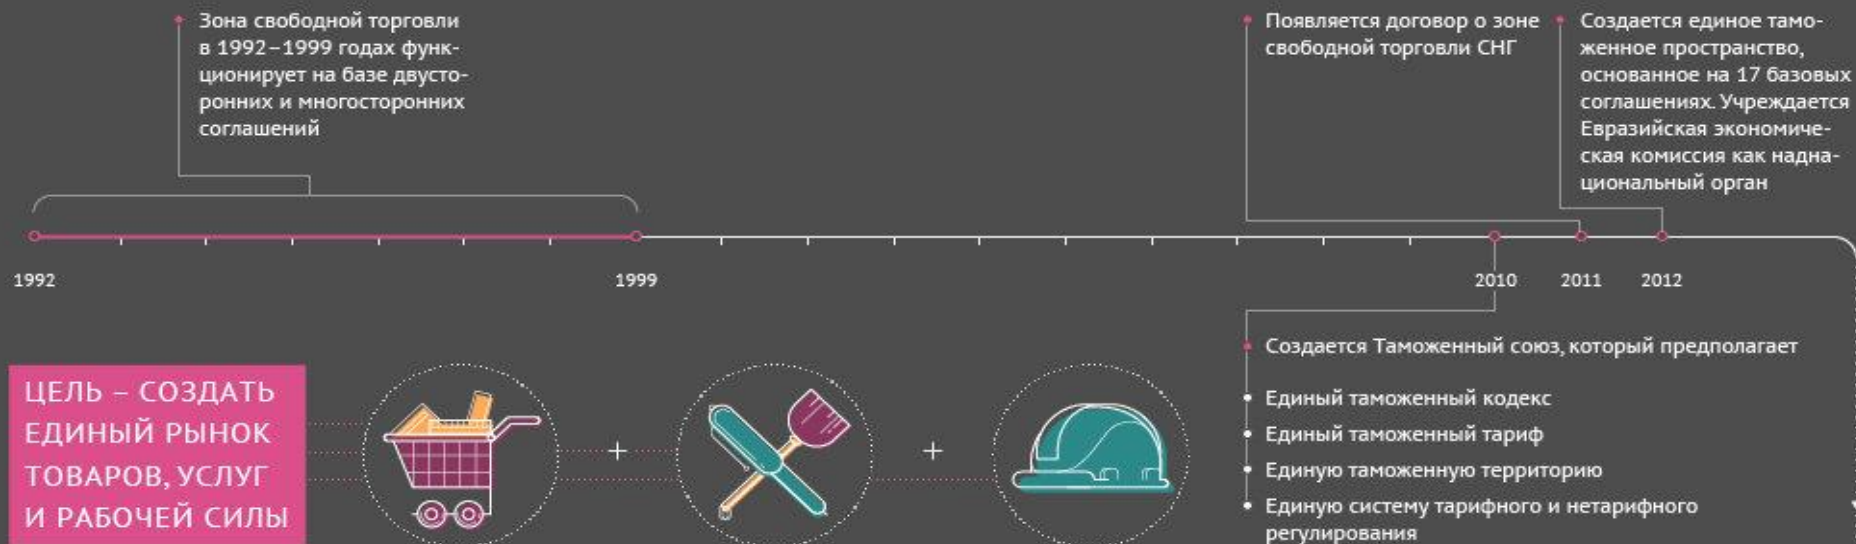 Зона свободной торговли
в 1992–1999 годах функ-
ционирует на базе двусто-
ронних и многосторонних
соглашений
Появляется договор о зоне
свободной торговли СНГ
Создается единое тамо-
женное пространство,
основанное на 17 базовых
соглашениях. Учреждается
Евразийская экономиче-
ская комиссия как надна-
циональный орган
1992
1999
2010
2011
2012
ЦЕЛЬ – СОЗДАТЬ
ЕДИНЫЙ РЫНОК
ТОВАРОВ, УСЛУГ
И РАБОЧЕЙ СИЛЫ
+
+
Создается Таможенный союз, который предполагает
• Единый таможенный кодекс
• Единый таможенный тариф
• Единую таможенную территорию
• Единую систему тарифного и нетарифного
регулирования